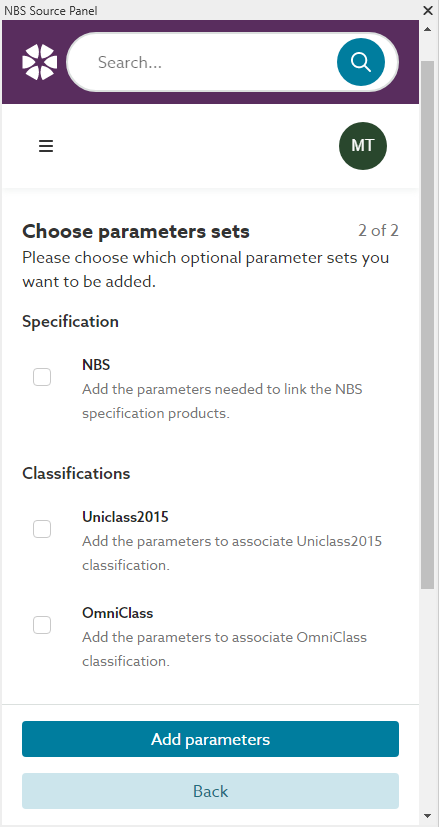 NBS Source Panel
Search...
MT
Choose parameters sets
2 of 2
Please choose which optional parameter sets you
want to be added.
Specification
NBS
Add the parameters needed to link the NBS
specification products.
Classifications
Uniclass2015
Add the parameters to associate Uniclass2015
classification.
OmniClass
Add the parameters to associate OmniClass
classification.
Add parameters
Back